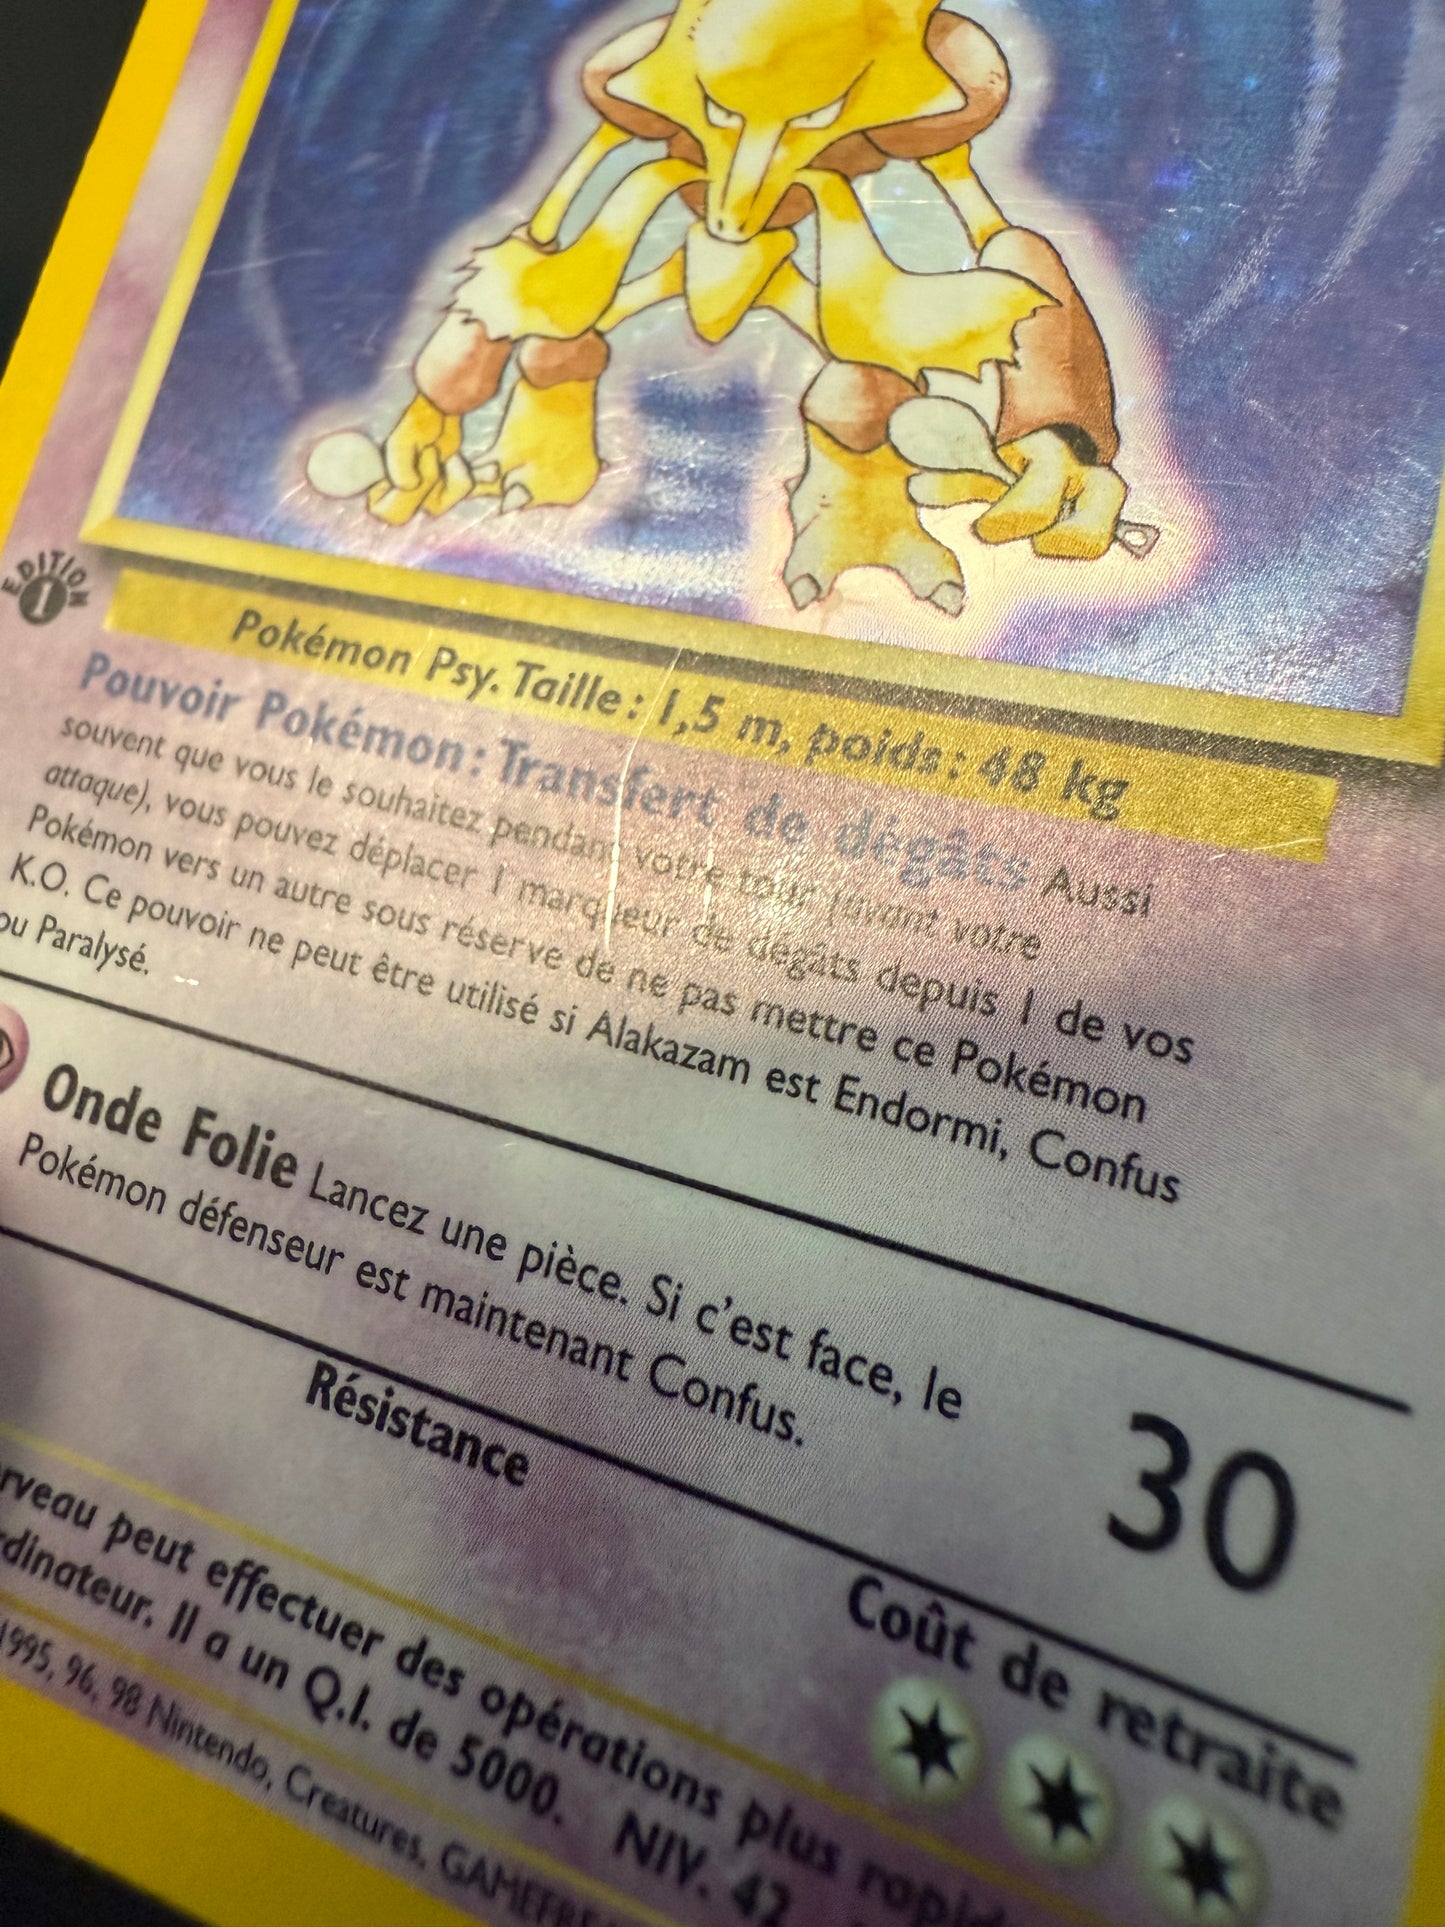 EDITION
1
Pokémon Psy. Taille : 1,5 m, poids : 48 kg
Pouvoir Pokémon : Transfert de dégâts Aussi
souvent que vous le souhaitez pendant votre tour (avant votre
attaque), vous pouvez déplacer 1 marqueur de dégâts depuis 1 de vos
Pokémon vers un autre sous réserve de ne pas mettre ce Pokémon
K.O. Ce pouvoir ne peut être utilisé si Alakazam est Endormi, Confus
ou Paralysé.
Onde Folie Lancez une pièce. Si c'est face, le
Pokémon défenseur est maintenant Confus.
30
Résistance
Coût de retraite
rveau peut effectuer des opérations plus rapid
rdinateur. Il a un Q.I. de 5000. NIV. 42
1995, 96, 98 Nintendo, Creatures, GAMEFREAK